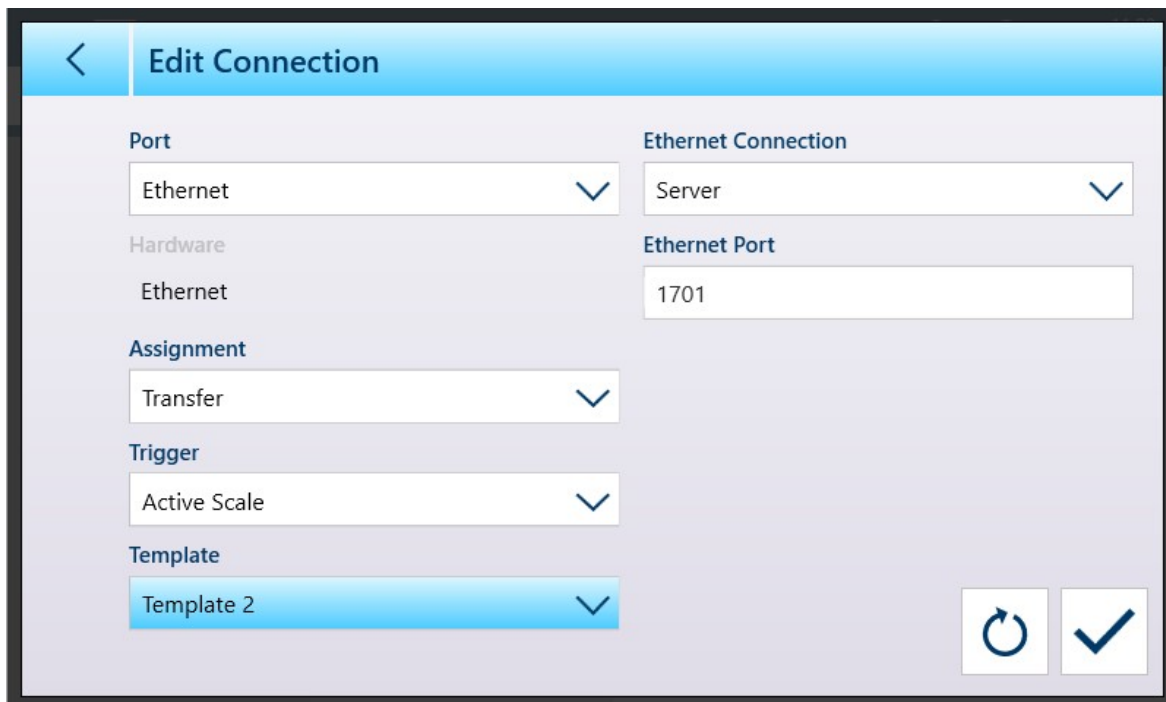 Edit Connection
Port
Ethernet
Hardware
Ethernet
Assignment
Transfer
Trigger
Active Scale
Template
Template 2
Ethernet Connection
Server
Ethernet Port
1701